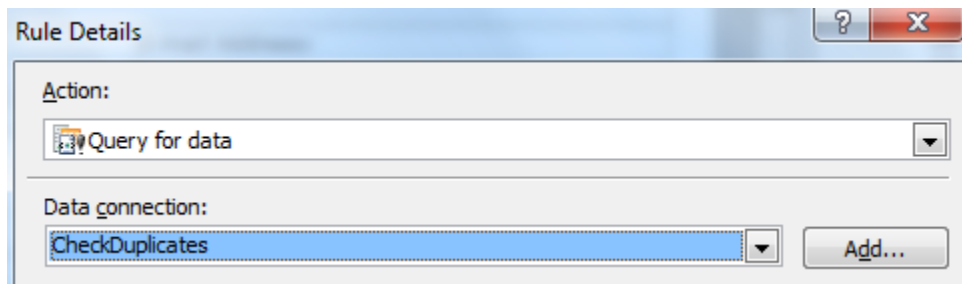 Rule Details
Action:
Query for data
Data connection:
CheckDuplicates
Add...